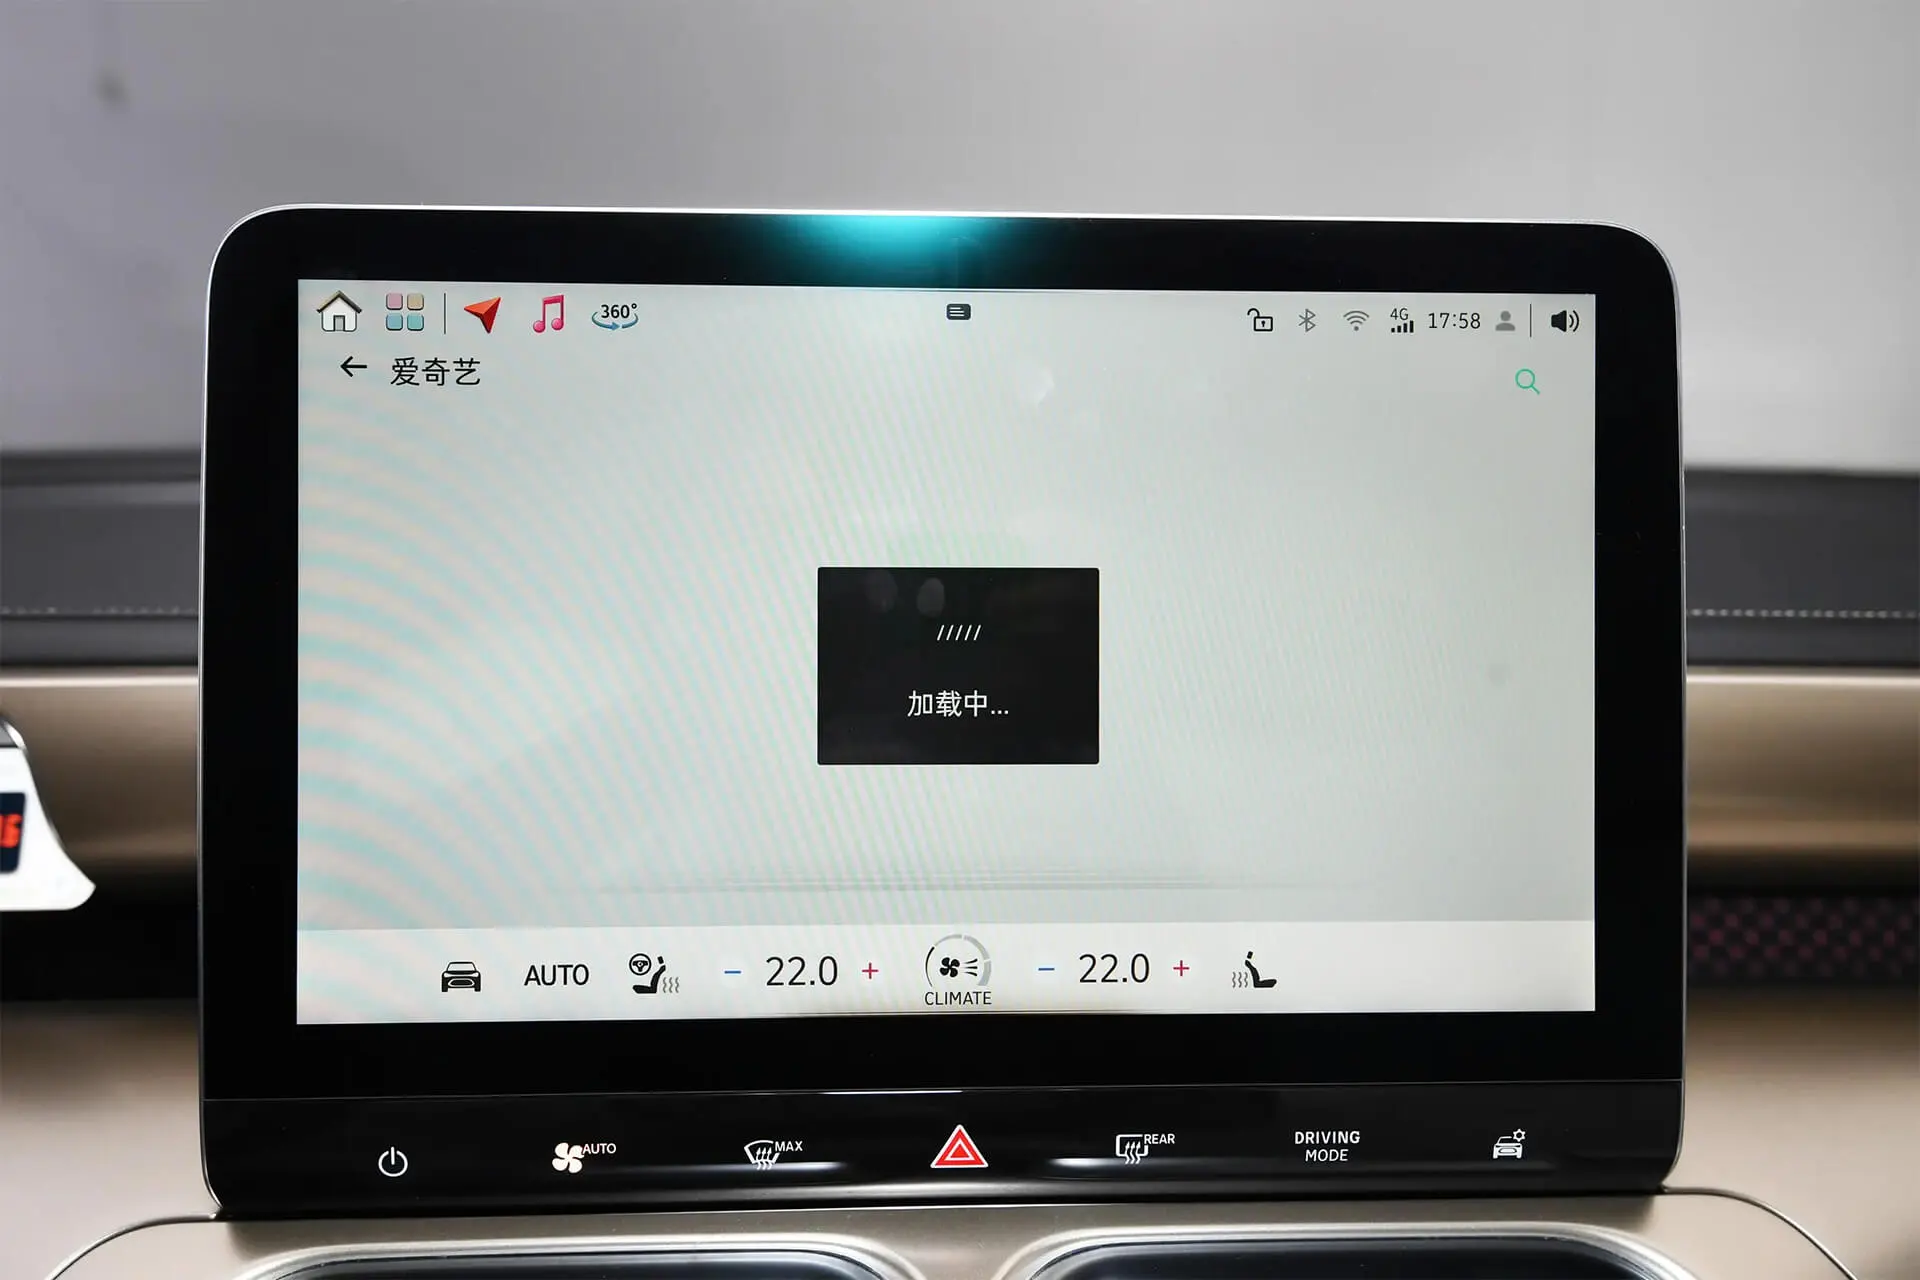 360°
4G 17:58
爱奇艺
/////
加载中...
AUTO
− 22.0 +
CLIMATE
− 22.0 +
AUTO
MAX
REAR
DRIVING
MODE